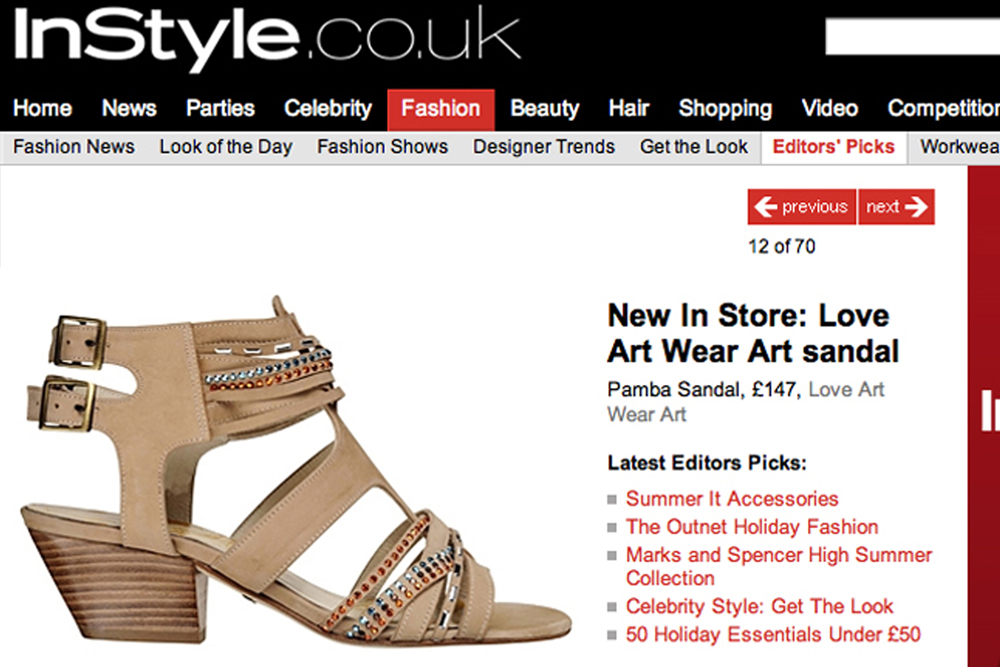 InStyle.co.uk
Home News Parties Celebrity Fashion Beauty Hair Shopping Video
Fashion News Look of the Day Fashion Shows Designer Trends Get the Look Editors' Picks
previous next
12 of 70
New In Store: Love
Art Wear Art sandal
Pamba Sandal, £147, Love Art
Wear Art
Latest Editors Picks:
Summer It Accessories
The Outnet Holiday Fashion
Marks and Spencer High Summer
Collection
Celebrity Style: Get The Look
50 Holiday Essentials Under £50